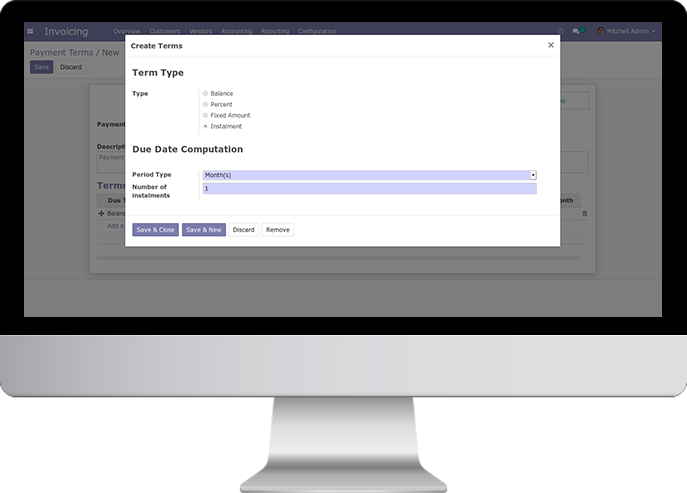 Invoicing Overview Customers Vendors Accounting Reporting Configuration Mitchell Admin
Payment Terms / New
Save Discard
Create Terms ×
Term Type
Type Balance
Percent
Fixed Amount
Instalment
Due Date Computation
Period Type Month(s)
Number of instalments 1
Save & Close Save & New Discard Remove
Payment
Descript
Payment
Terms
Due T onth
Balanc
Add a